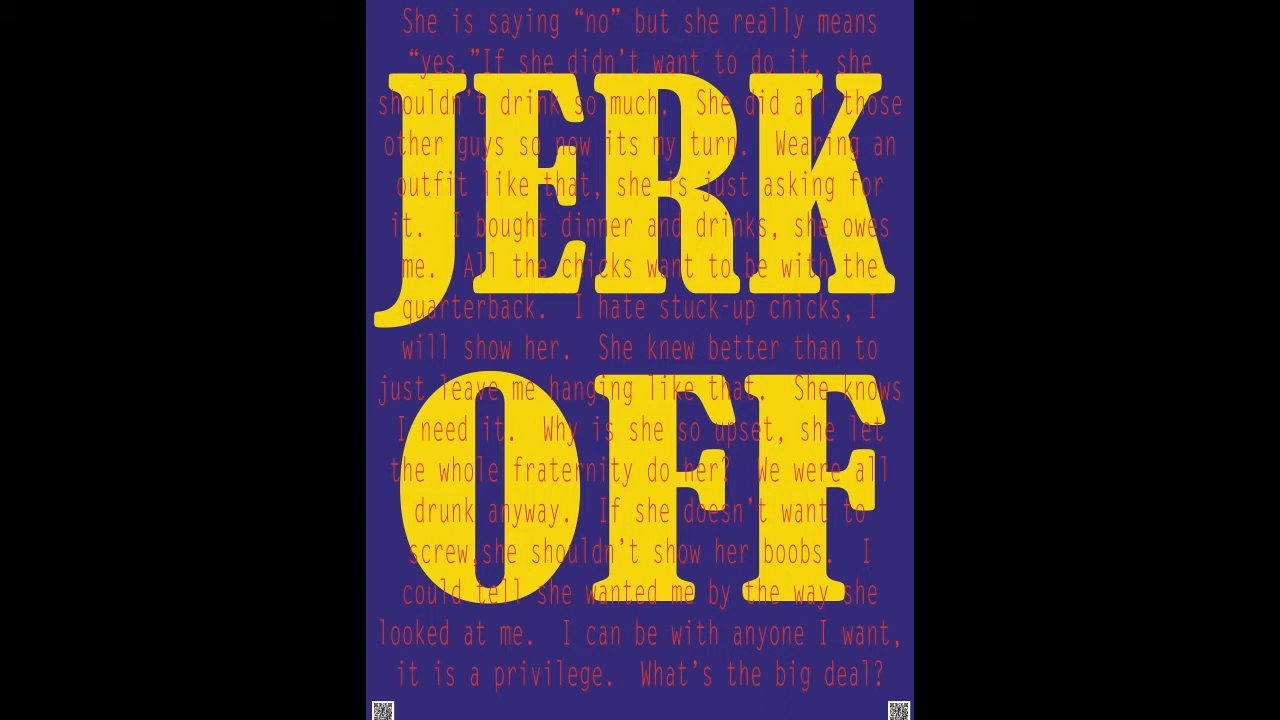 She is saying “no” but she really means
“yes.”If she didn’t want to do it, she
shouldn’t drink so much.  She did all those
other guys so now its my turn.  Wearing an
outfit like that, she is just asking for
it.  I bought dinner and drinks, she owes
me.  All the chicks want to be with the
quarterback.  I hate stuck-up chicks, I
will show her.  She knew better than to
just leave me hanging like that.  She knows
I need it.  Why is she so upset, she let
the whole fraternity do her?  We were all
drunk anyway.  If she doesn’t want to
screw,she shouldn’t show her boobs.  I
could tell she wanted me by the way she
looked at me.  I can be with anyone I want,
it is a privilege.  What’s the big deal?
JERK
OFF